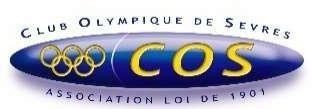 CLUB OLYMPIQUE DE SEVRES
COS
ASSOCIATION LOI DE 1901